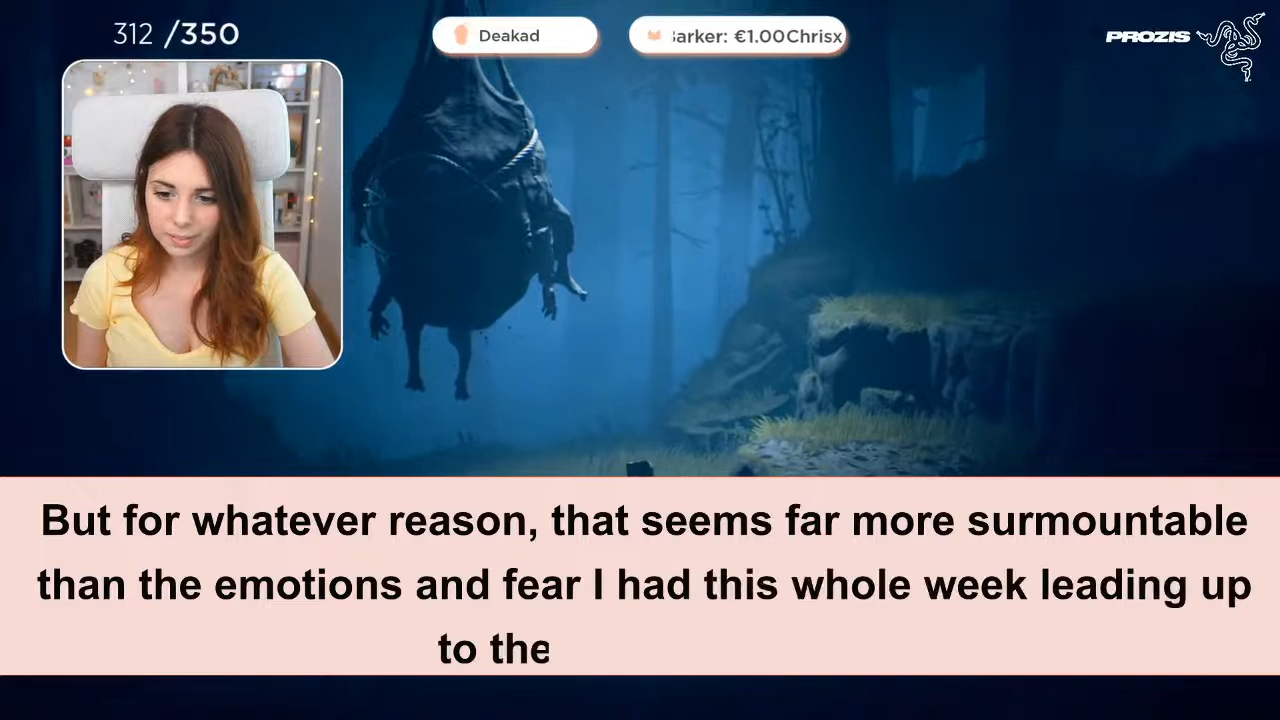 312 /350
Deakad
arker: €1.00Chrisx
PROZIS
But for whatever reason, that seems far more surmountable
than the emotions and fear I had this whole week leading up
to the